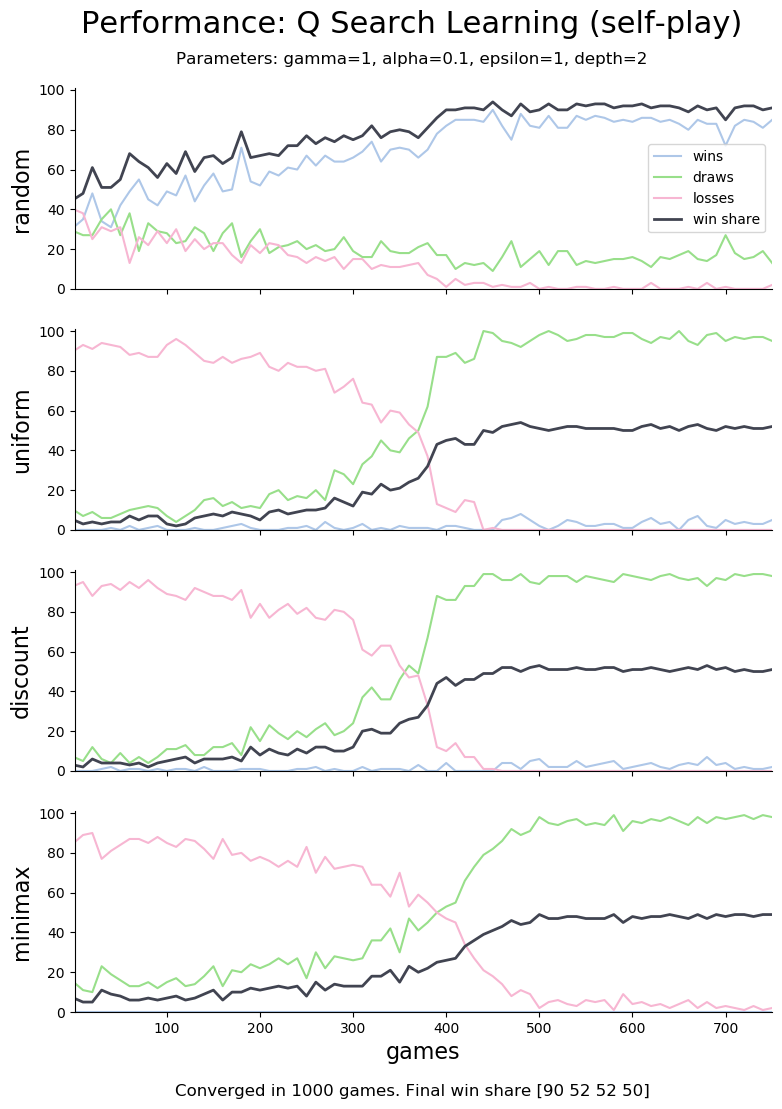 Performance: Q Search Learning (self-play)
Parameters: gamma=1, alpha=0.1, epsilon=1, depth=2
100
80
60
40
20
0
random
wins
draws
losses
win share
100
80
60
40
20
0
uniform
100
80
60
40
20
0
discount
100
80
60
40
20
0
minimax
100 200 300 400 500 600 700
games
Converged in 1000 games. Final win share [90 52 52 50]